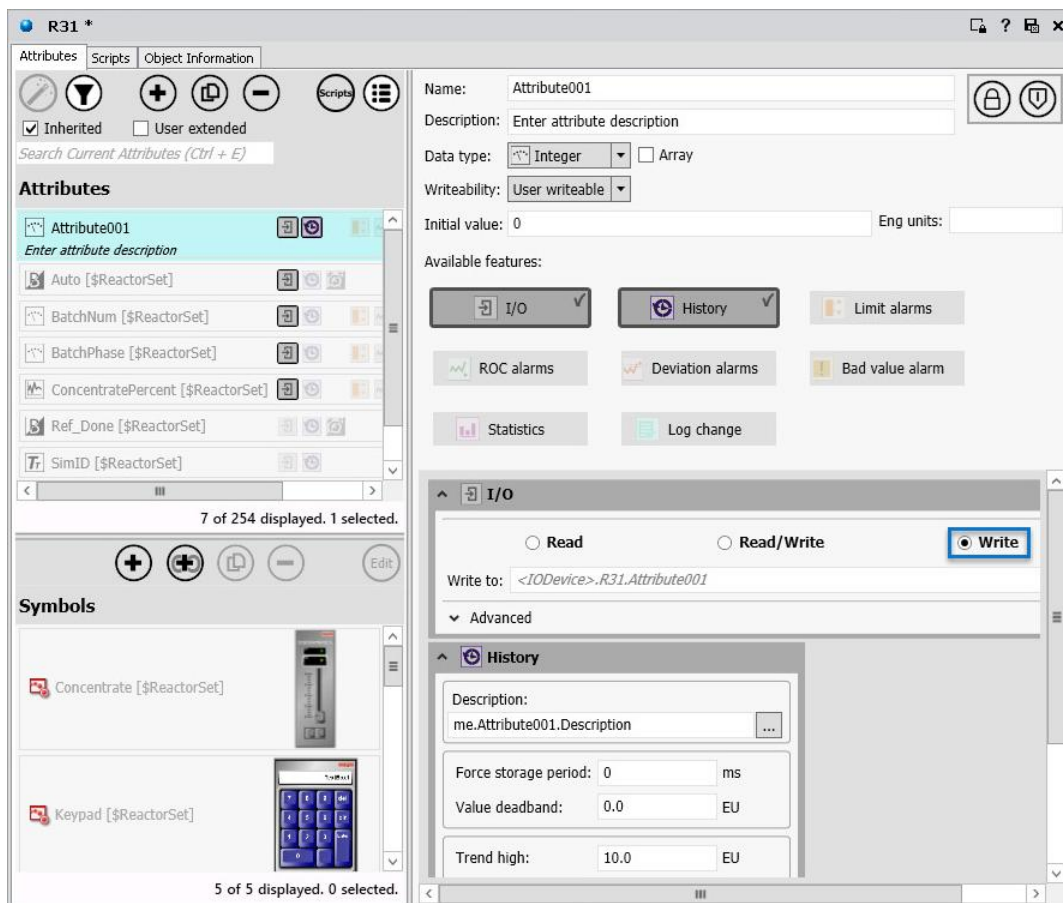 R31 *
Attributes Scripts Object Information
Scripts
Inherited User extended
Search Current Attributes (Ctrl + E)
Attributes
Attribute001
Enter attribute description
Auto [$ReactorSet]
BatchNum [$ReactorSet]
BatchPhase [$ReactorSet]
ConcentratePercent [$ReactorSet]
Ref_Done [$ReactorSet]
SimID [$ReactorSet]
7 of 254 displayed. 1 selected.
Edit
Symbols
Concentrate [$ReactorSet]
Keypad [$ReactorSet]
5 of 5 displayed. 0 selected.
Name: Attribute001
Description: Enter attribute description
Data type: Integer Array
Writeability: User writeable
Initial value: 0 Eng units:
Available features:
I/O History Limit alarms
ROC alarms Deviation alarms Bad value alarm
Statistics Log change
I/O
Read Read/Write Write
Write to: <IODevice>.R31.Attribute001
Advanced
History
Description:
me.Attribute001.Description ...
Force storage period: 0 ms
Value deadband: 0.0 EU
Trend high: 10.0 EU